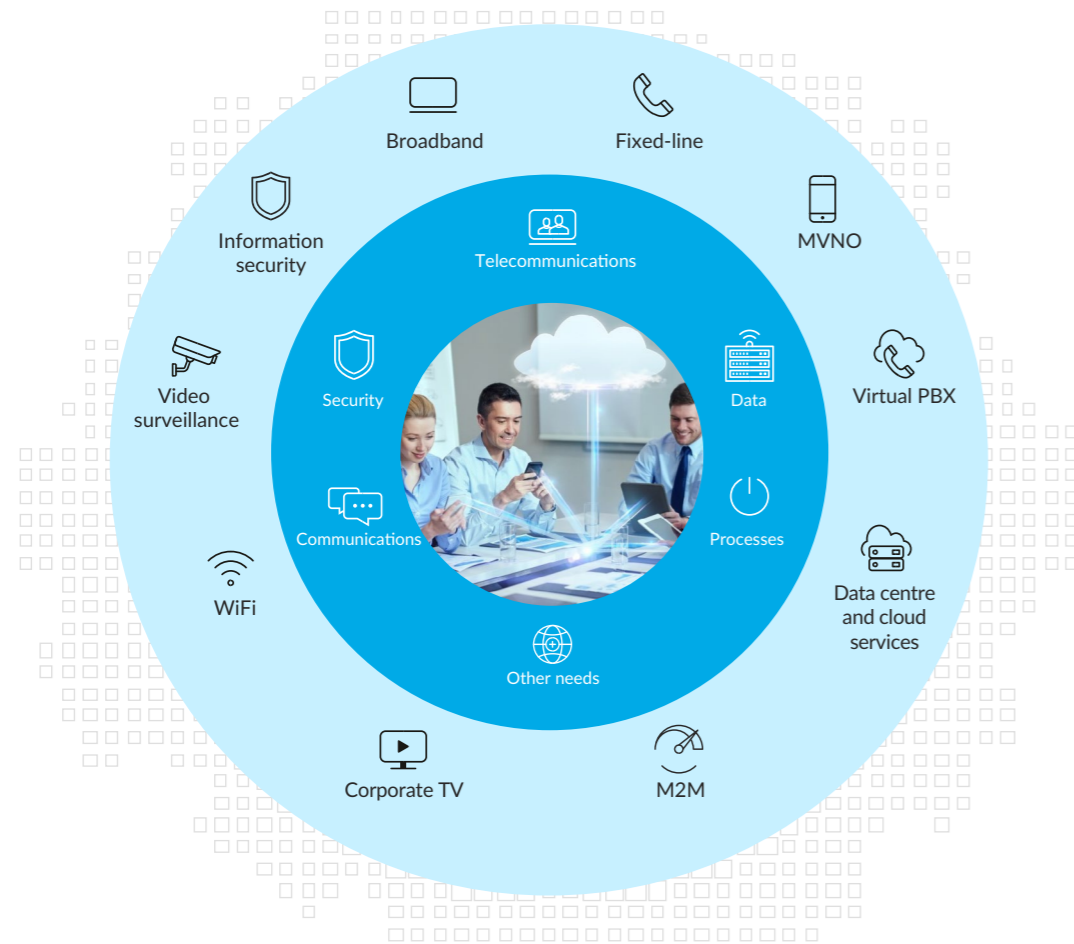 Broadband
Fixed-line
Information
security
MVNO
Telecommunications
Video
surveillance
Security
Data
Virtual PBX
Communications
Processes
WiFi
Data centre
and cloud
services
Other needs
Corporate TV
M2M